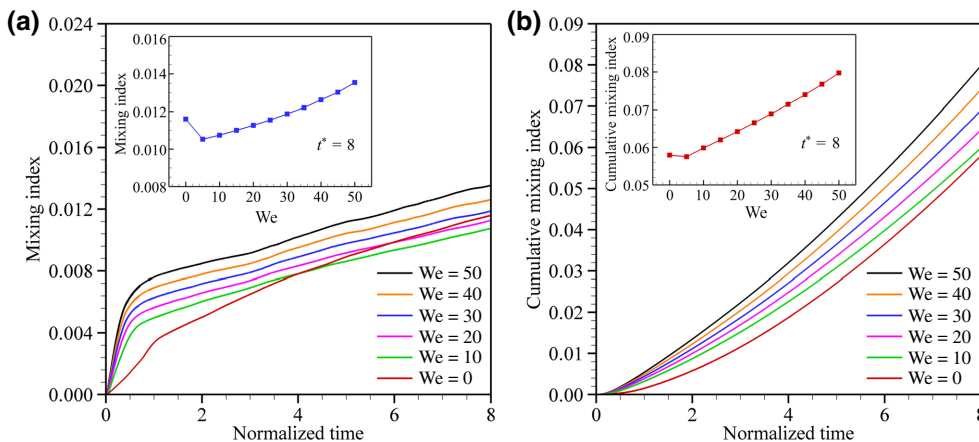 (a)
0.024
0.020
0.016
0.012
0.008
0.004
0.000
Mixing index
0
2
4
6
8
Normalized time
0.016
0.014
0.012
0.010
0.008
Mixing index
0 10 20 30 40 50
We
t* = 8
We = 50
We = 40
We = 30
We = 20
We = 10
We = 0
(b)
0.09
0.08
0.07
0.06
0.05
0.04
0.03
0.02
0.01
0.00
Cumulative mixing index
0
2
4
6
8
Normalized time
0.09
0.08
0.07
0.06
0.05
Cumulative mixing index
0 10 20 30 40 50
We
t* = 8
We = 50
We = 40
We = 30
We = 20
We = 10
We = 0